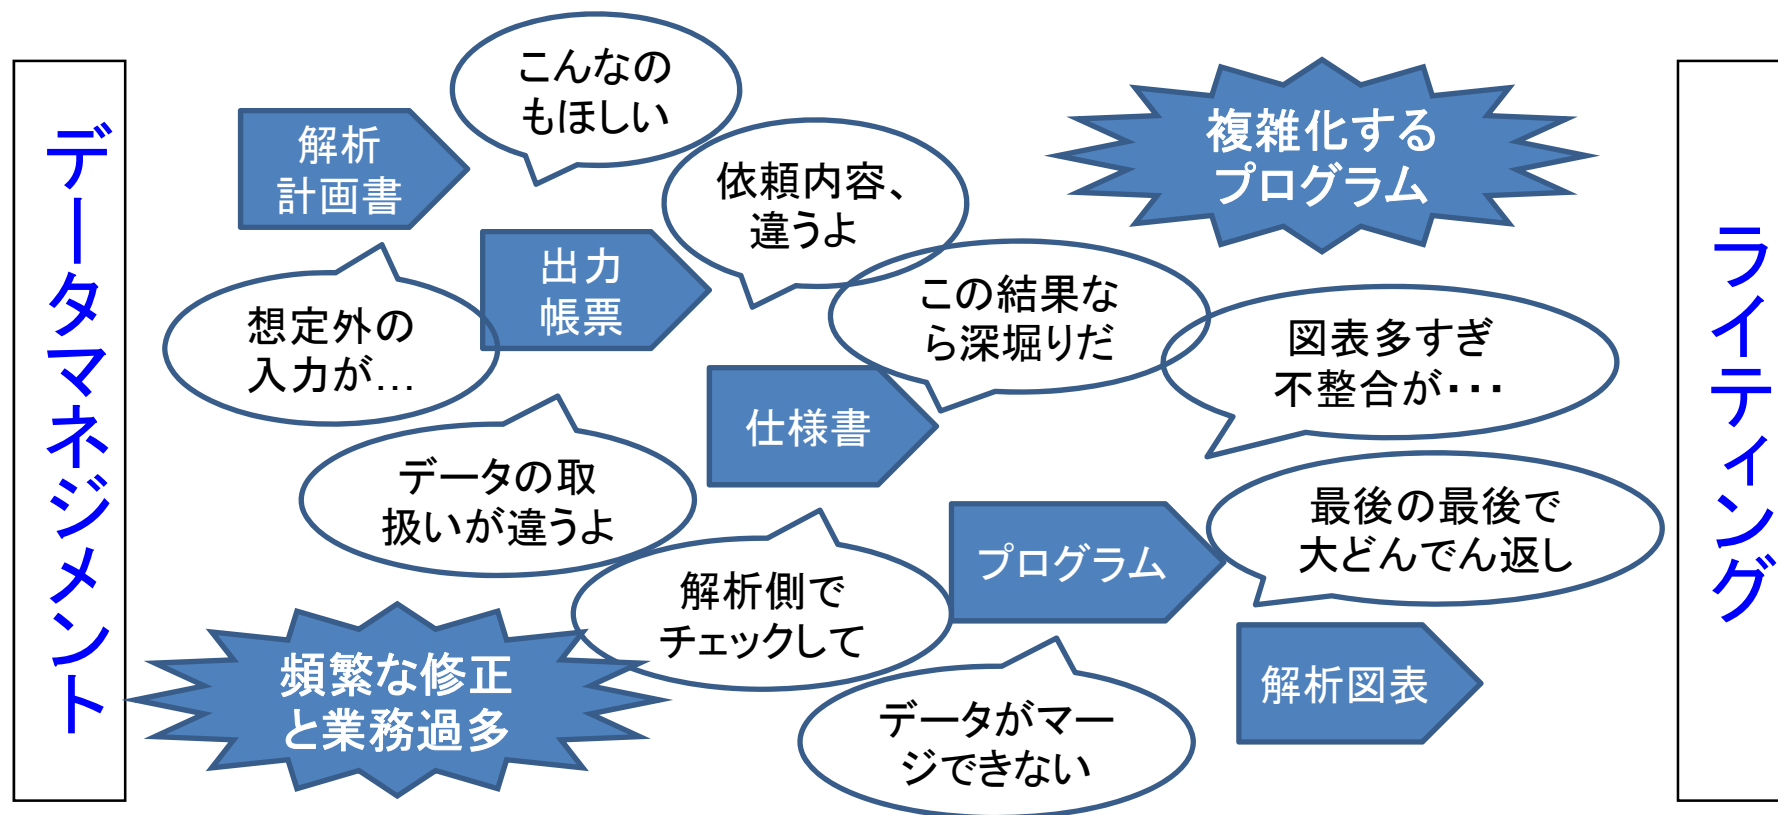 データマネジメント
解析
計画書
こんなの
もほしい
想定外の
入力が…
出力
帳票
依頼内容、
違うよ
データの取
扱いが違うよ
仕様書
この結果な
ら深堀りだ
解析側で
チェックして
プログラム
図表多すぎ
不整合が・・・
最後の最後で
大どんでん返し
データがマー
ジできない
解析図表
複雑化する
プログラム
頻繁な修正
と業務過多
ライティング